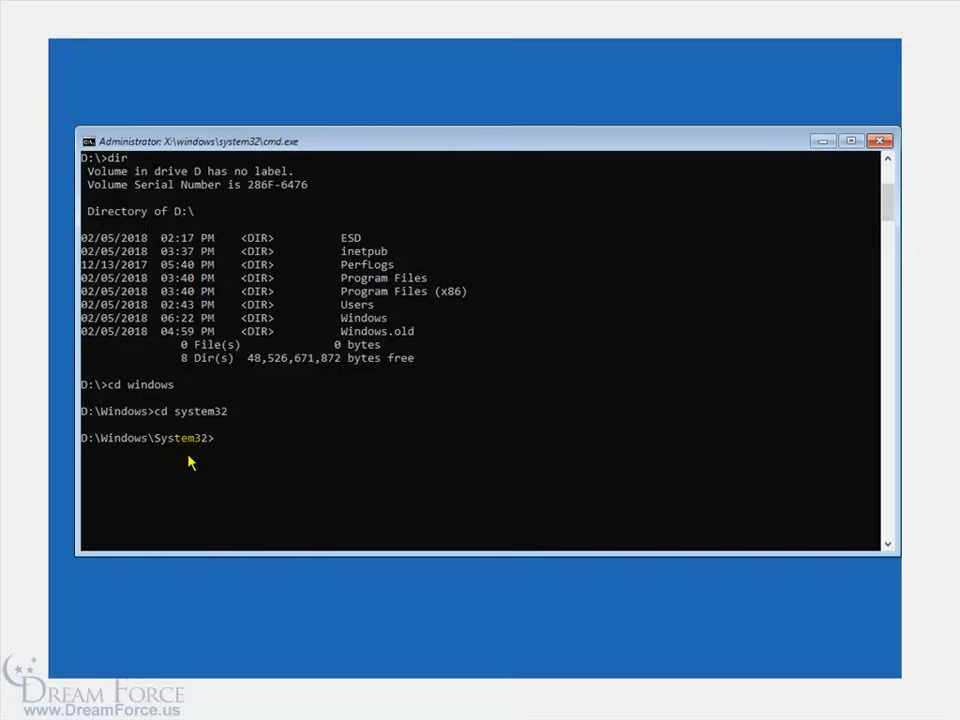 Administrator: X:\windows\system32\cmd.exe
D:\>dir
Volume in drive D has no label.
Volume Serial Number is 286F-6476
Directory of D:\
02/05/2018 02:17 PM <DIR> ESD
02/05/2018 03:37 PM <DIR> inetpub
12/13/2017 05:40 PM <DIR> PerfLogs
02/05/2018 03:40 PM <DIR> Program Files
02/05/2018 03:40 PM <DIR> Program Files (x86)
02/05/2018 02:43 PM <DIR> Users
02/05/2018 06:22 PM <DIR> Windows
02/05/2018 04:59 PM <DIR> Windows.old
0 File(s) 0 bytes
8 Dir(s) 48,526,671,872 bytes free
D:\>cd windows
D:\Windows>cd system32
D:\Windows\System32>
DREAM FORCE
www.DreamForce.us